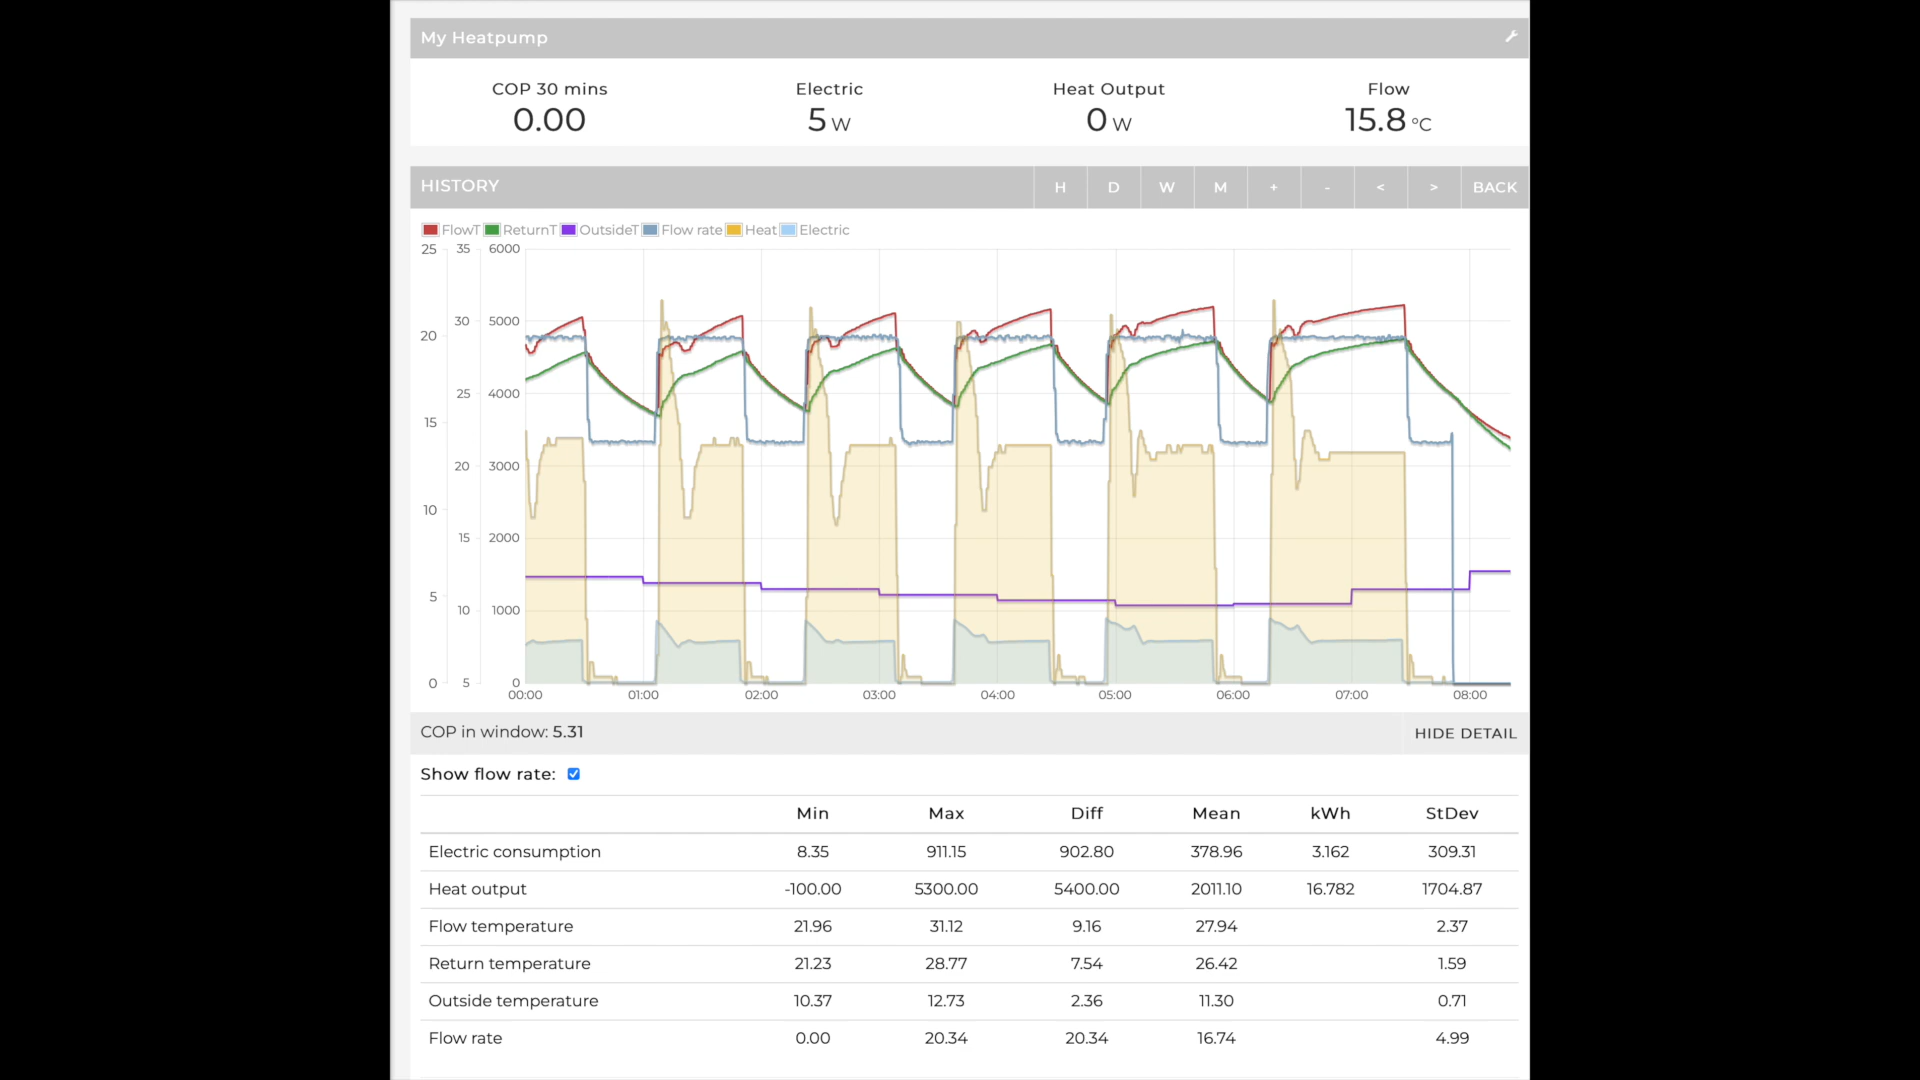 My Heatpump
COP 30 mins Electric Heat Output Flow
0.00 5 W 0 W 15.8 °C
HISTORY H D W M + - < > BACK
FlowT ReturnT OutsideT Flow rate Heat Electric
25 35 6000
30 5000
20
25 4000
15
20 3000
10
15 2000
5
10 1000
0 5 0
00:00 01:00 02:00 03:00 04:00 05:00 06:00 07:00 08:00
COP in window: 5.31 HIDE DETAIL
Show flow rate:
Min Max Diff Mean kWh StDev
Electric consumption 8.35 911.15 902.80 378.96 3.162 309.31
Heat output -100.00 5300.00 5400.00 2011.10 16.782 1704.87
Flow temperature 21.96 31.12 9.16 27.94 2.37
Return temperature 21.23 28.77 7.54 26.42 1.59
Outside temperature 10.37 12.73 2.36 11.30 0.71
Flow rate 0.00 20.34 20.34 16.74 4.99